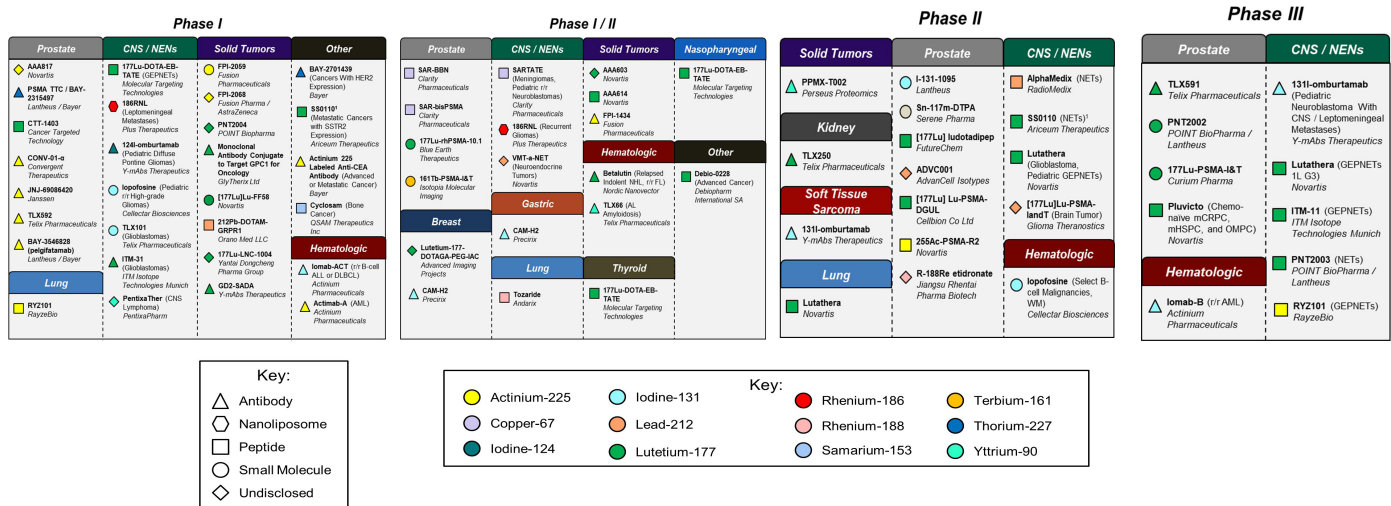 Phase I
Prostate
AAA817
Novartis
PSMA TTC / BAY-
2315497
Lantheus / Bayer
CTT-1403
Cancer Targeted
Technology
CONV-01-α
Convergent
Therapeutics
JNJ-69086420
Janssen
TLX592
Telix Pharmaceuticals
BAY-3546828
(pelgifatamab)
Lantheus / Bayer
Lung
RYZ101
RayzeBio
CNS / NENs
177Lu-DOTA-EB-
TATE (GEPNETs)
Molecular Targeting
Technologies
186RNL
(Leptomeningeal
Metastases)
Plus Therapeutics
124I-omburtamab
(Pediatric Diffuse
Pontine Gliomas)
Y-mAbs Therapeutics
Iopofosine (Pediatric
r/r High-grade
Gliomas)
Cellectar Biosciences
TLX101
(Glioblastomas)
Telix Pharmaceuticals
ITM-31
(Glioblastomas)
ITM Isotope
Technologies Munich
PentixaTher (CNS
Lymphoma)
PentixaPharm
Solid Tumors
FPI-2059
Fusion
Pharmaceuticals
FPI-2068
Fusion Pharma /
AstraZeneca
PNT2004
POINT Biopharma
Monoclonal
Antibody Conjugate
to Target GPC1 for
Oncology
GlyTherix Ltd
[177Lu]Lu-FF58
Novartis
212Pb-DOTAM-
GRPR1
Orano Med LLC
177Lu-LNC-1004
Yantai Dongcheng
Pharma Group
GD2-SADA
Y-mAbs Therapeutics
Other
BAY-2701439
(Cancers With HER2
Expression)
Bayer
SS0110¹
(Metastatic Cancers
with SSTR2
Expression)
Ariceum Therapeutics
Actinium 225
Labeled Anti-CEA
Antibody (Advanced
or Metastatic Cancer)
Bayer
Cyclosam (Bone
Cancer)
QSAM Therapeutics
Inc
Hematologic
Iomab-ACT (r/r B-cell
ALL or DLBCL)
Actinium
Pharmaceuticals
Actimab-A (AML)
Actinium
Pharmaceuticals
Phase I / II
Prostate
SAR-BBN
Clarity
Pharmaceuticals
SAR-bisPSMA
Clarity
Pharmaceuticals
177Lu-rhPSMA-10.1
Blue Earth
Therapeutics
161Tb-PSMA-I&T
Isotopia Molecular
Imaging
Breast
Lutetium-177-
DOTAGA-PEG-IAC
Advanced Imaging
Projects
CAM-H2
Precirix
CNS / NENs
SARTATE
(Meningiomas,
Pediatric r/r
Neuroblastomas)
Clarity
Pharmaceuticals
186RNL (Recurrent
Gliomas)
Plus Therapeutics
VMT-a-NET
(Neuroendocrine
Tumors)
Novartis
Gastric
CAM-H2
Precirix
Lung
Tozaride
Andarix
Solid Tumors
AAA603
Novartis
AAA614
Novartis
FPI-1434
Fusion
Pharmaceuticals
Hematologic
Betalutin (Relapsed
Indolent NHL, r/r FL)
Nordic Nanovector
TLX66 (AL
Amyloidosis)
Telix Pharmaceuticals
Thyroid
177Lu-DOTA-EB-
TATE
Molecular Targeting
Technologies
Nasopharyngeal
177Lu-DOTA-EB-
TATE
Molecular Targeting
Technologies
Other
Debio-0228
(Advanced Cancer)
Debiopharm
International SA
Phase II
Solid Tumors
PPMX-T002
Perseus Proteomics
Kidney
TLX250
Telix Pharmaceuticals
Soft Tissue
Sarcoma
131I-omburtamab
Y-mAbs Therapeutics
Lung
Lutathera
Novartis
Prostate
I-131-1095
Lantheus
Sn-117m-DTPA
Serene Pharma
[177Lu] ludotadipep
FutureChem
ADVC001
AdvanCell Isotypes
[177Lu] Lu-PSMA-
DGUL
Cellbion Co Ltd
255Ac-PSMA-R2
Novartis
R-188Re etidronate
Jiangsu Rhentai
Pharma Biotech
CNS / NENs
AlphaMedix (NETs)
RadioMedix
SS0110 (NETs)¹
Ariceum Therapeutics
Lutathera
(Glioblastoma,
Pediatric GEPNETs)
Novartis
[177Lu]Lu-PSMA-
IandT (Brain Tumor)
Glioma Theranostics
Hematologic
Iopofosine (Select B-
cell Malignancies,
WM)
Cellectar Biosciences
Phase III
Prostate
TLX591
Telix Pharmaceuticals
PNT2002
POINT BioPharma /
Lantheus
177Lu-PSMA-I&T
Curium Pharma
Pluvicto (Chemo-
naïve mCRPC,
mHSPC, and OMPC)
Novartis
Hematologic
Iomab-B (r/r AML)
Actinium
Pharmaceuticals
CNS / NENs
131I-omburtamab
(Pediatric
Neuroblastoma With
CNS / Leptomeningeal
Metastases)
Y-mAbs Therapeutics
Lutathera (GEPNETs
1L G3)
Novartis
ITM-11 (GEPNETs)
ITM Isotope
Technologies Munich
PNT2003 (NETs)
POINT BioPharma /
Lantheus
RYZ101 (GEPNETs)
RayzeBio
Key:
Antibody
Nanoliposome
Peptide
Small Molecule
Undisclosed
Key:
Actinium-225
Copper-67
Iodine-124
Iodine-131
Lead-212
Lutetium-177
Rhenium-186
Rhenium-188
Samarium-153
Terbium-161
Thorium-227
Yttrium-90